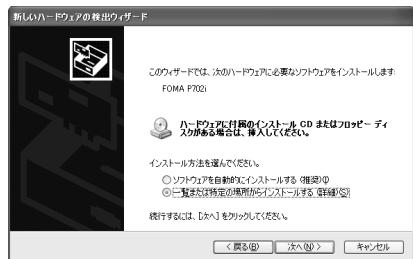 新しいハードウェアの検出ウィザード
このウィザードでは、次のハードウェアに必要なソフトウェアをインストールします:
FOMA P702i
ハードウェアに付属のインストール CD またはフロッピー ディ
スクがある場合は、挿入してください。
インストール方法を選んでください。
ソフトウェアを自動的にインストールする (推奨)(I)
一覧または特定の場所からインストールする (詳細)(S)
続行するには、[次へ] をクリックしてください。
< 戻る(B) 次へ(N) > キャンセル